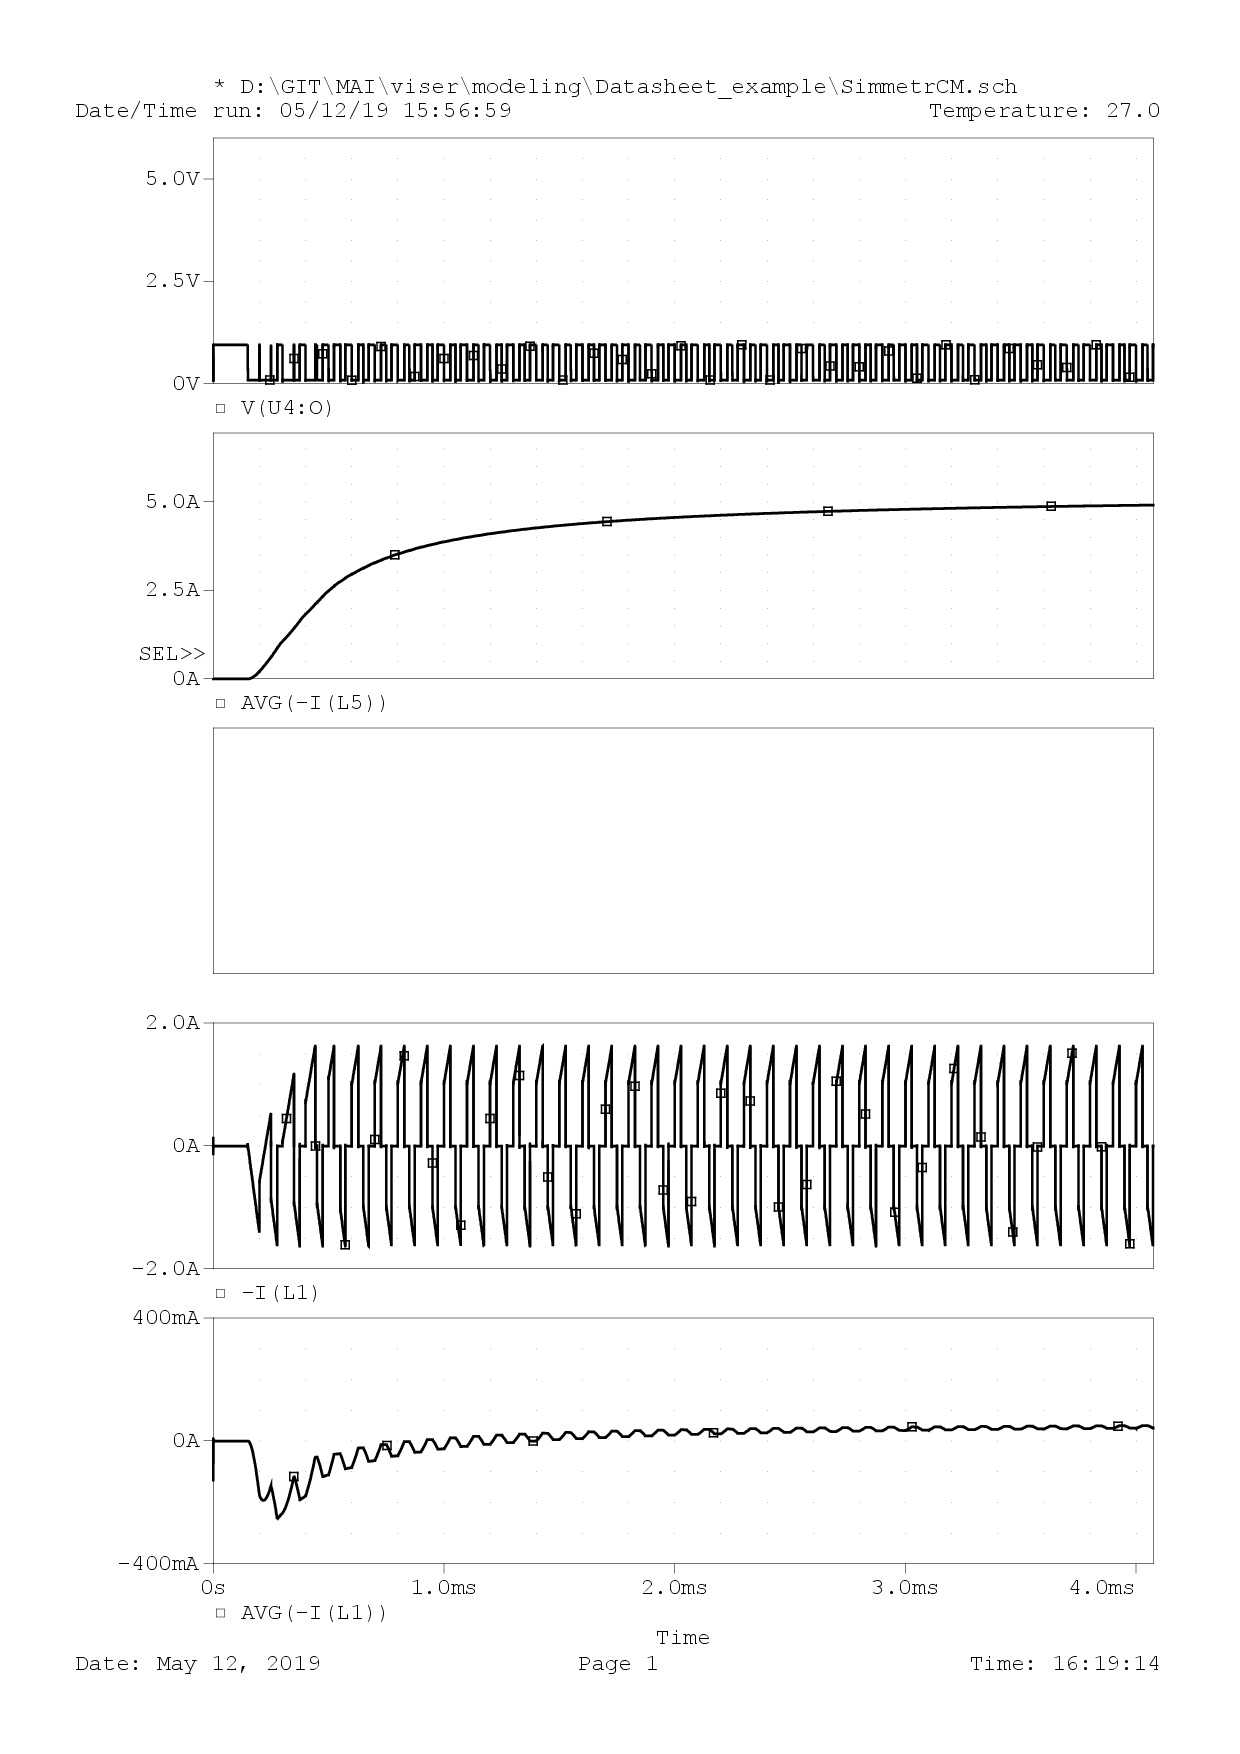 * D:\GIT\MAI\viser\modeling\Datasheet_example\SimmetrCM.sch
Date/Time run: 05/12/19 15:56:59 Temperature: 27.0
5.0V
2.5V
0V
V(U4:O)
5.0A
2.5A
SEL>>
0A
AVG(-I(L5))
2.0A
0A
-2.0A
-I(L1)
400mA
0A
-400mA
0s 1.0ms 2.0ms 3.0ms 4.0ms
AVG(-I(L1))
Time
Date: May 12, 2019 Page 1 Time: 16:19:14